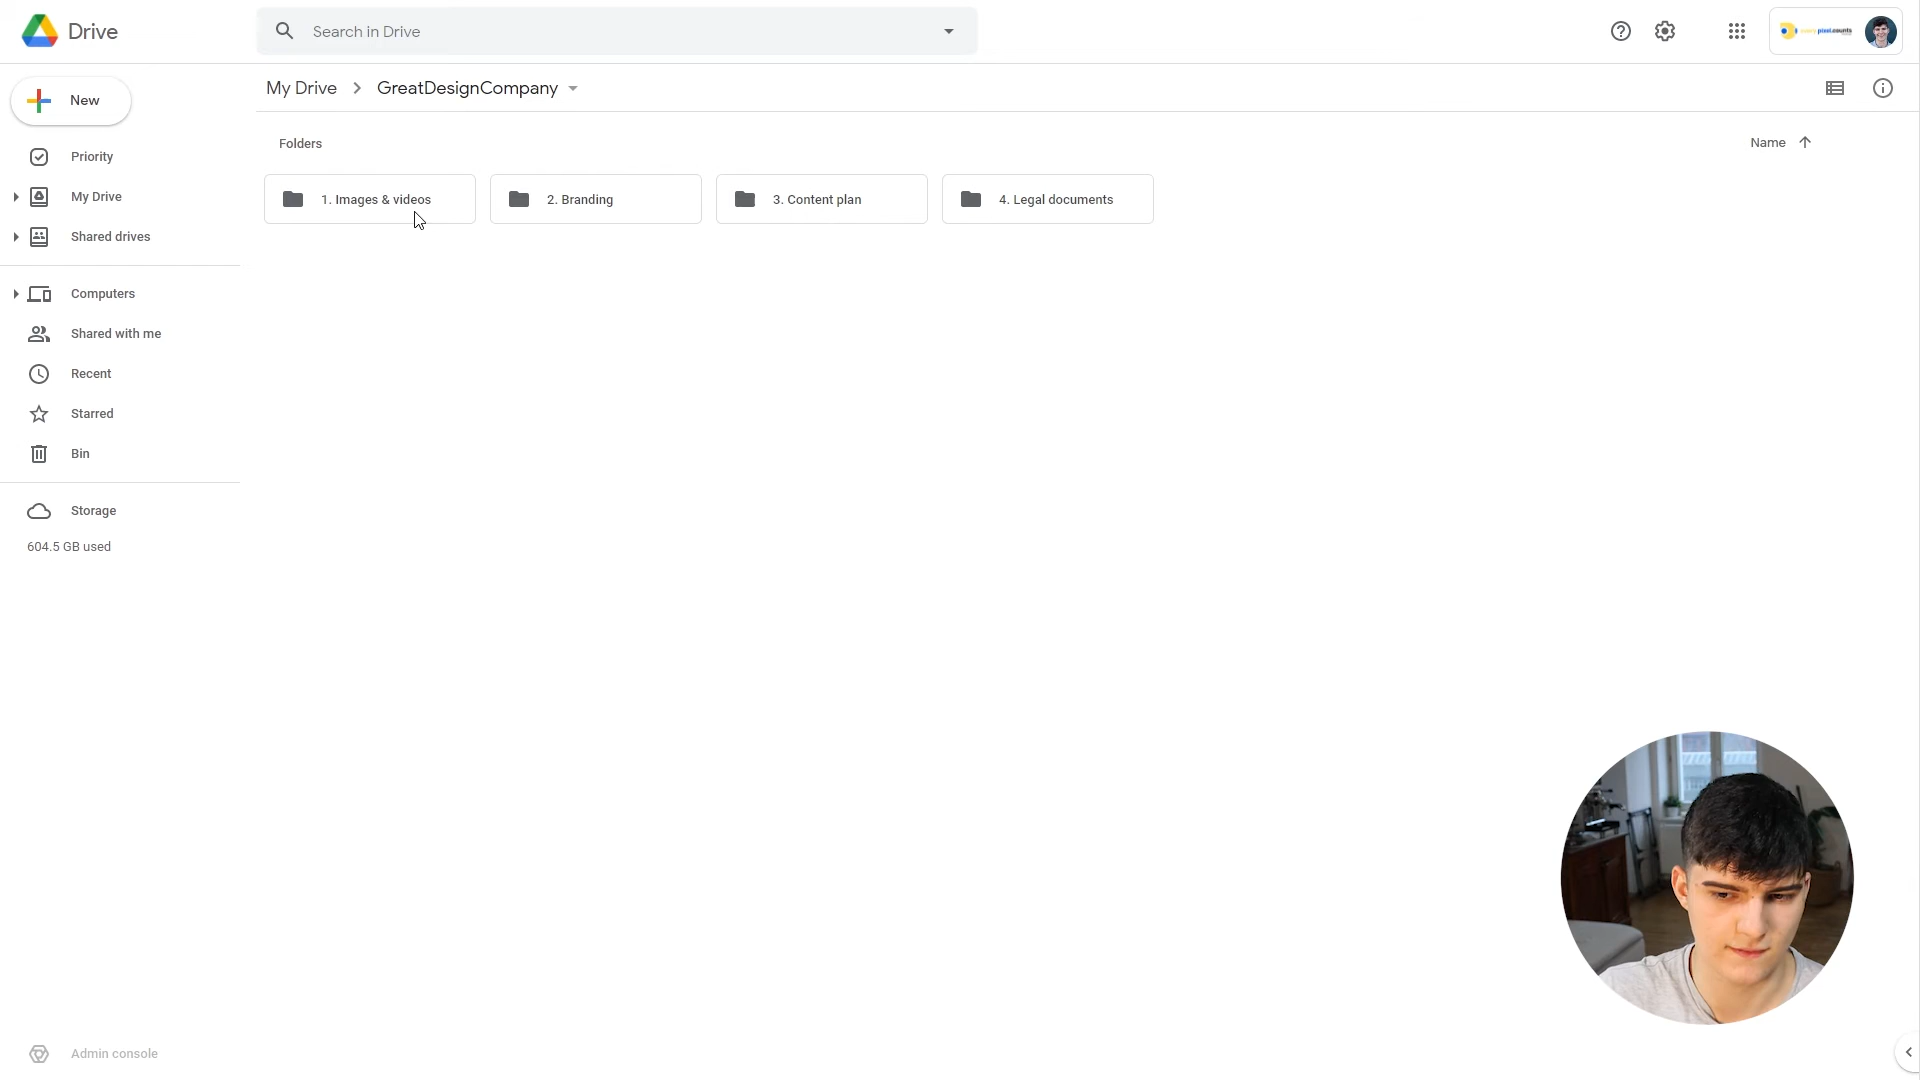 Drive
Search in Drive
New
My Drive
GreatDesignCompany
Priority
My Drive
Shared drives
Computers
Shared with me
Recent
Starred
Bin
Storage
604.5 GB used
Admin console
Folders
Name
1. Images & videos
2. Branding
3. Content plan
4. Legal documents